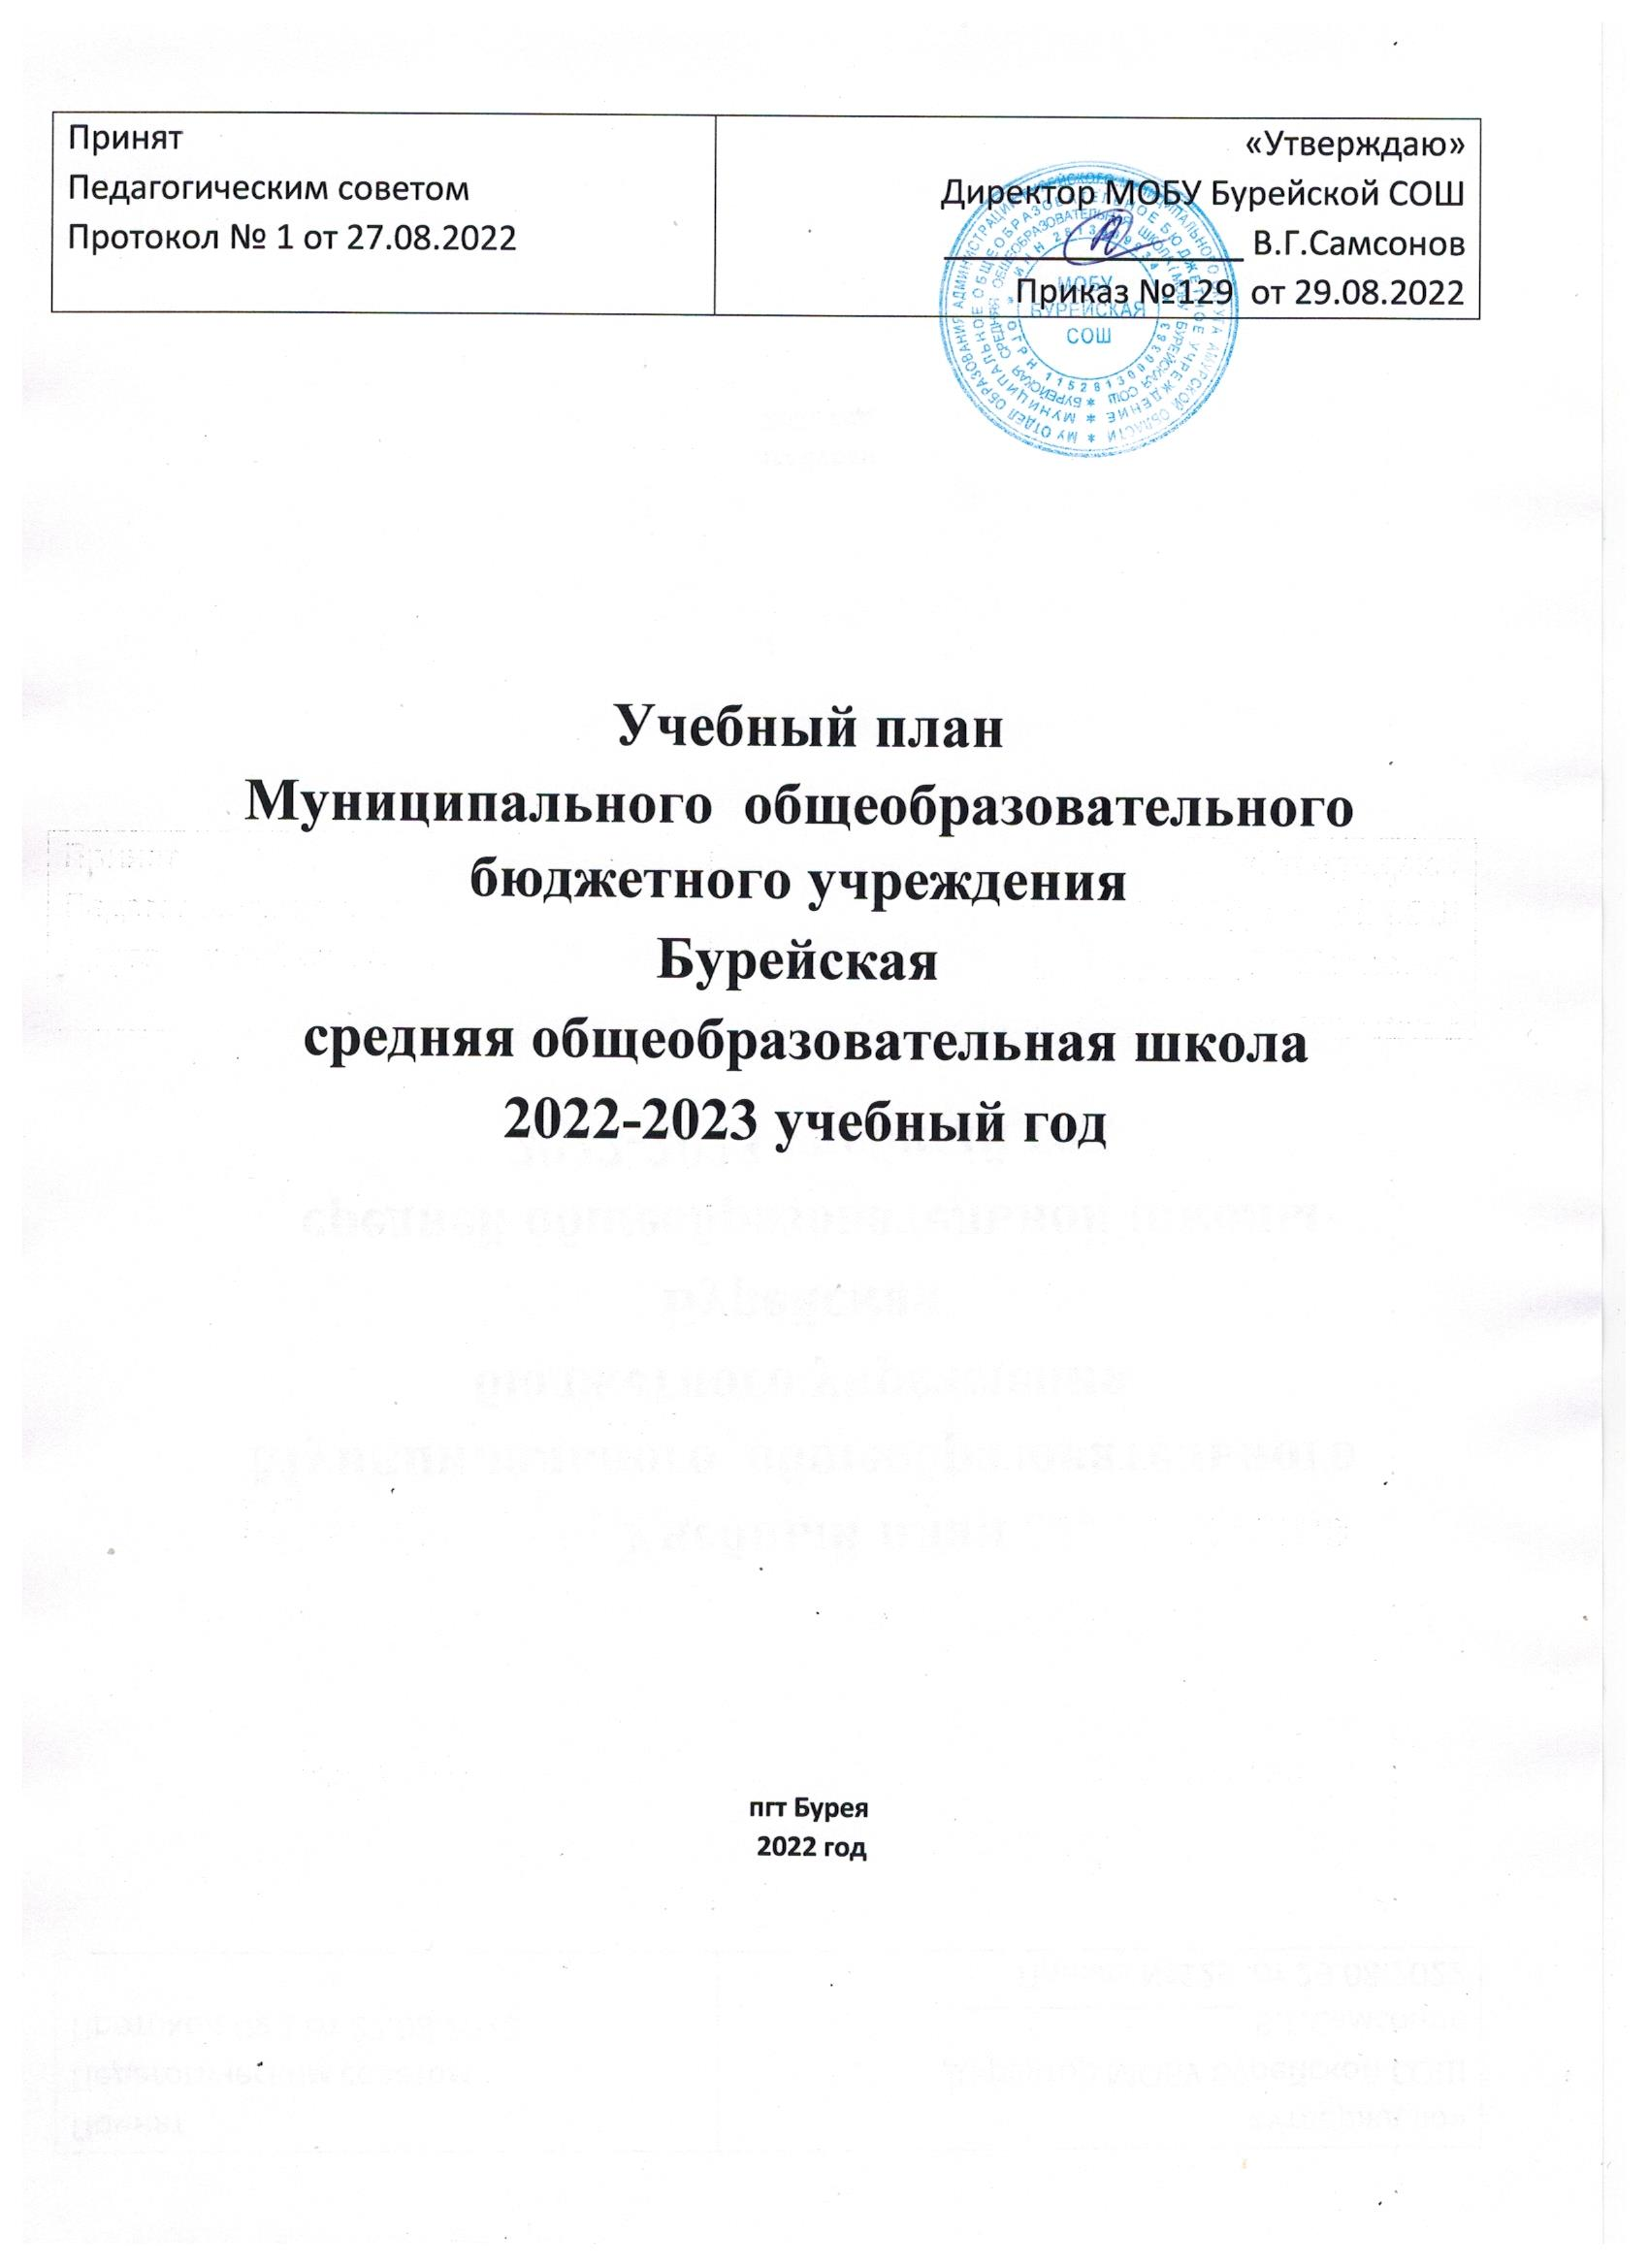 Принят
Педагогическим советом
Протокол № 1 от 27.08.2022
«Утверждаю»
Директор МОБУ Бурейской СОШ
В.Г.Самсонов
Приказ №129 от 29.08.2022
МОБУ
БУРЕЙСКАЯ
СОШ
Учебный план
Муниципального общеобразовательного
бюджетного учреждения
Бурейская
средняя общеобразовательная школа
2022-2023 учебный год
пгт Бурея
2022 год